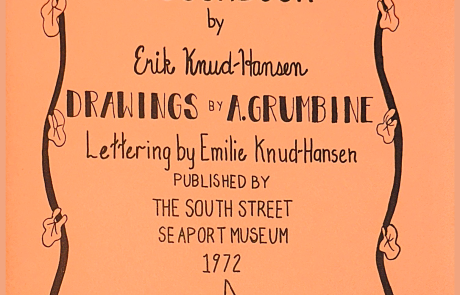 by
Erik Knud-Hansen
DRAWINGS BY A.GRUMBINE
Lettering by Emilie Knud-Hansen
PUBLISHED BY
THE SOUTH STREET
SEAPORT MUSEUM
1972